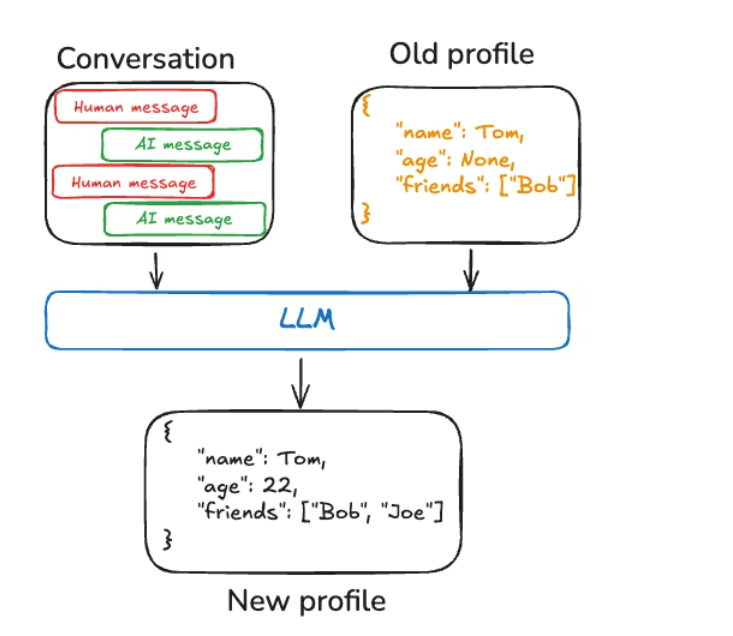 Conversation
Human message
AI message
Human message
AI message
Old profile
{
"name": Tom,
"age": None,
"friends": ["Bob"]
}
LLM
{
"name": Tom,
"age": 22,
"friends": ["Bob", "Joe"]
}
New profile